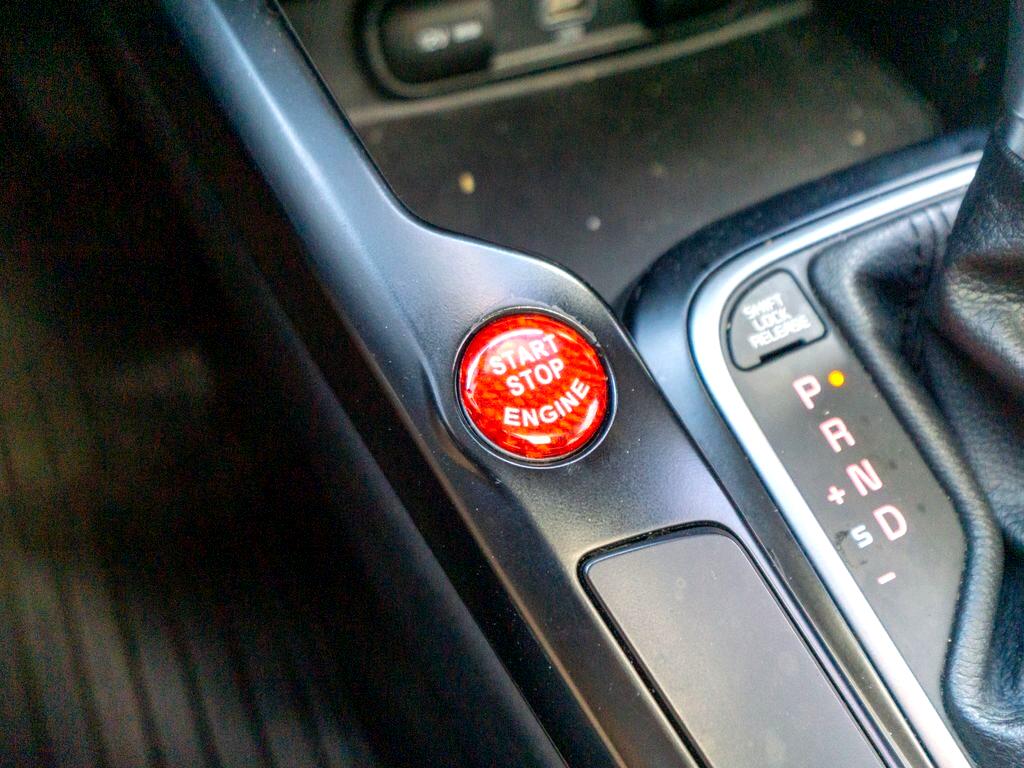 START
STOP
ENGINE
SHIFT
LOCK
RELEASE
P
R
N
+
S D
-